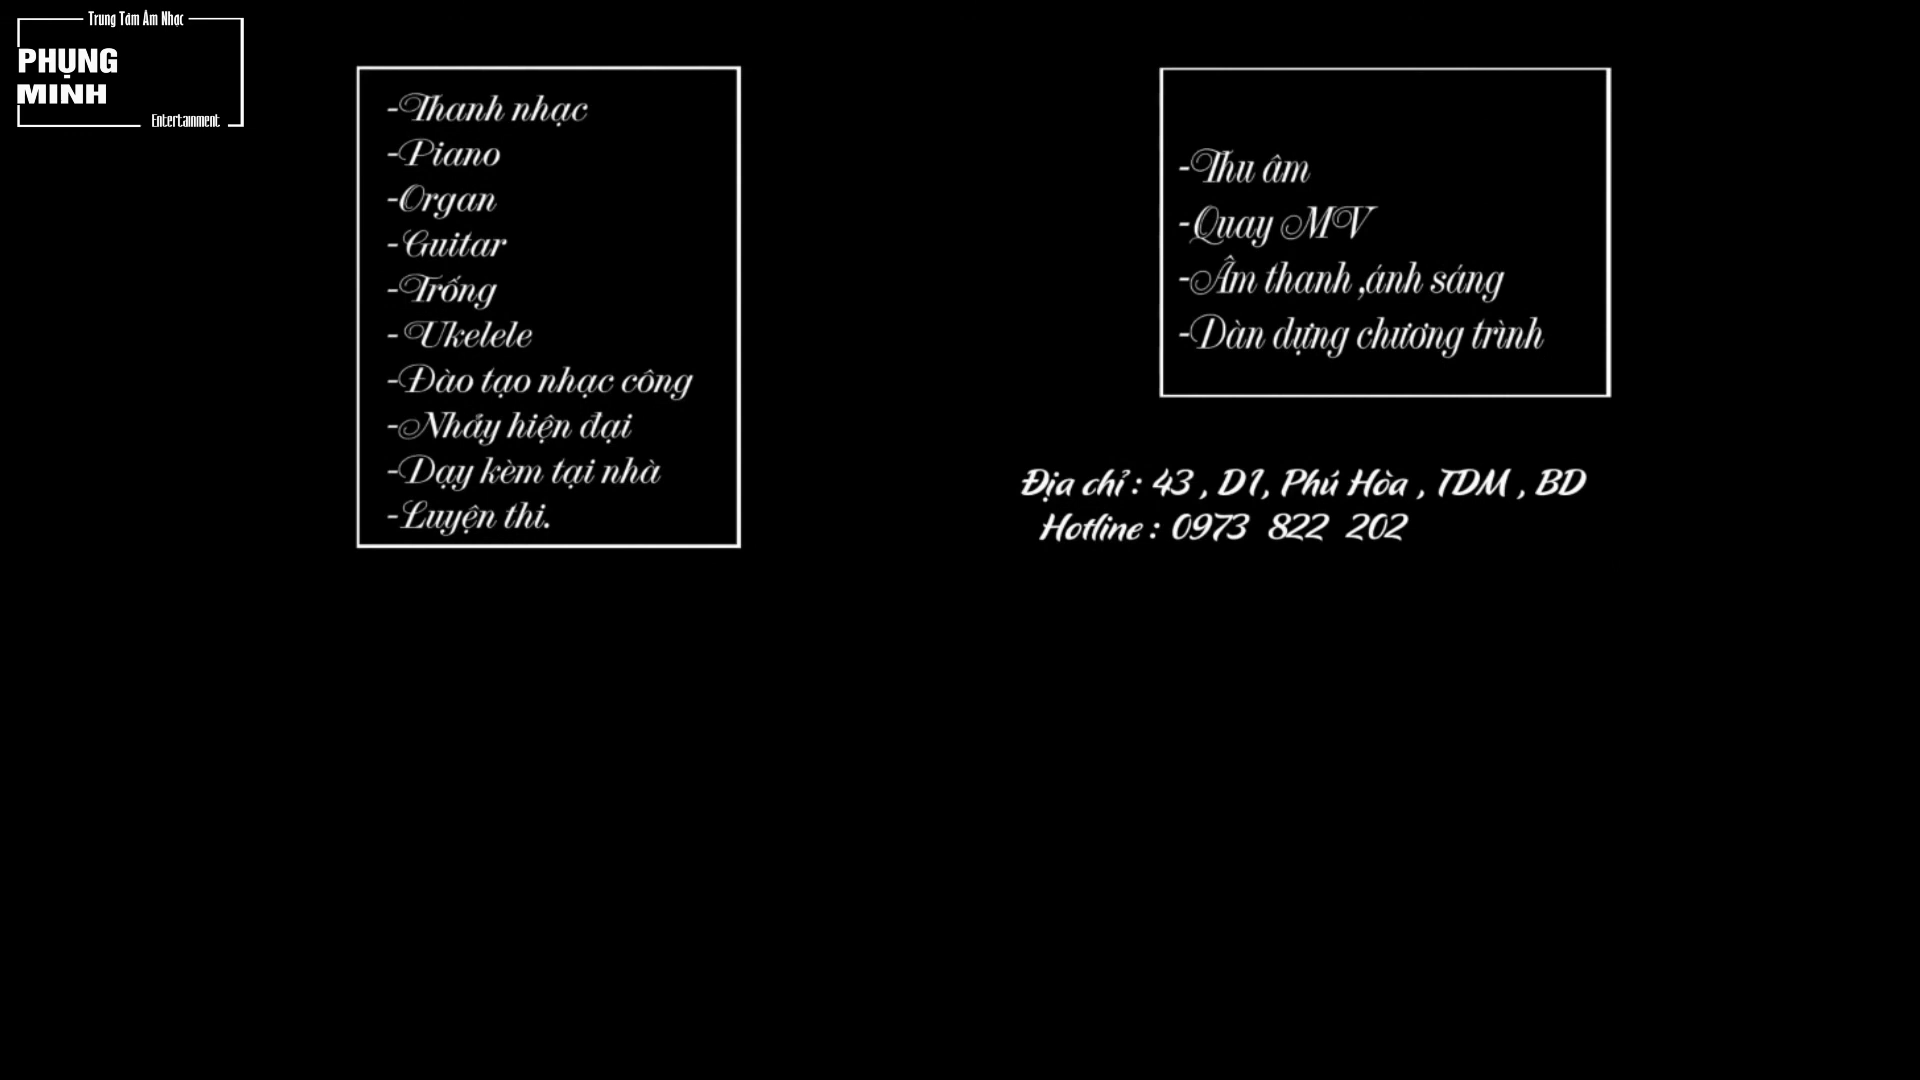 Trung Tâm Âm Nhạc
PHỤNG
MINH
Entertainment
-Thanh nhạc
-Piano
-Organ
-Guitar
-Trống
- Ukelele
-Đào tạo nhạc công
-Nhảy hiện đại
-Dạy kèm tại nhà
-Luyện thi.
-Thu âm
-Quay MV
-Âm thanh ,ánh sáng
-Dàn dựng chương trình
Địa chỉ : 43 , D1, Phú Hòa , TDM , BD
Hotline : 0973 822 202